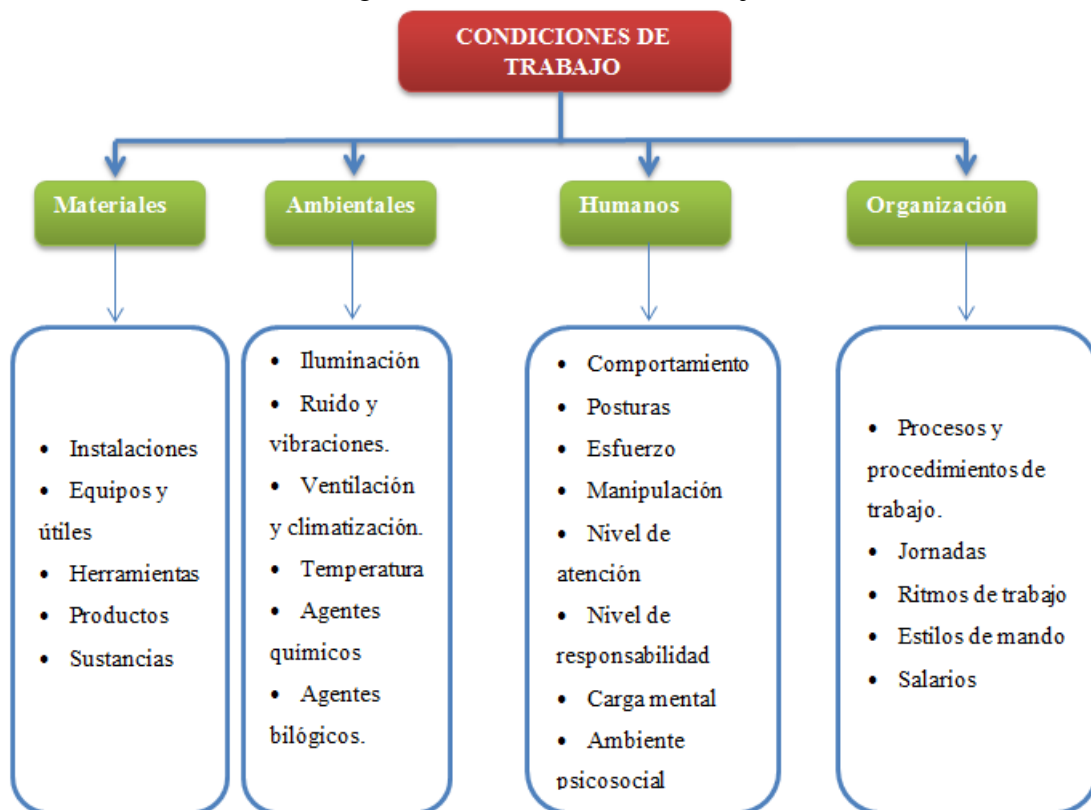 CONDICIONES DE
TRABAJO
Materiales
Ambientales
Humanos
Organización
• Instalaciones
• Equipos y
útiles
• Herramientas
• Productos
• Sustancias
• Iluminación
• Ruido y
vibraciones.
• Ventilación
y climatización.
• Temperatura
• Agentes
químicos
• Agentes
bilógicos.
• Comportamiento
• Posturas
• Esfuerzo
• Manipulación
• Nivel de
atención
• Nivel de
responsabilidad
• Carga mental
• Ambiente
psicosocial
• Procesos y
procedimientos de
trabajo.
• Jornadas
• Ritmos de trabajo
• Estilos de mando
• Salarios